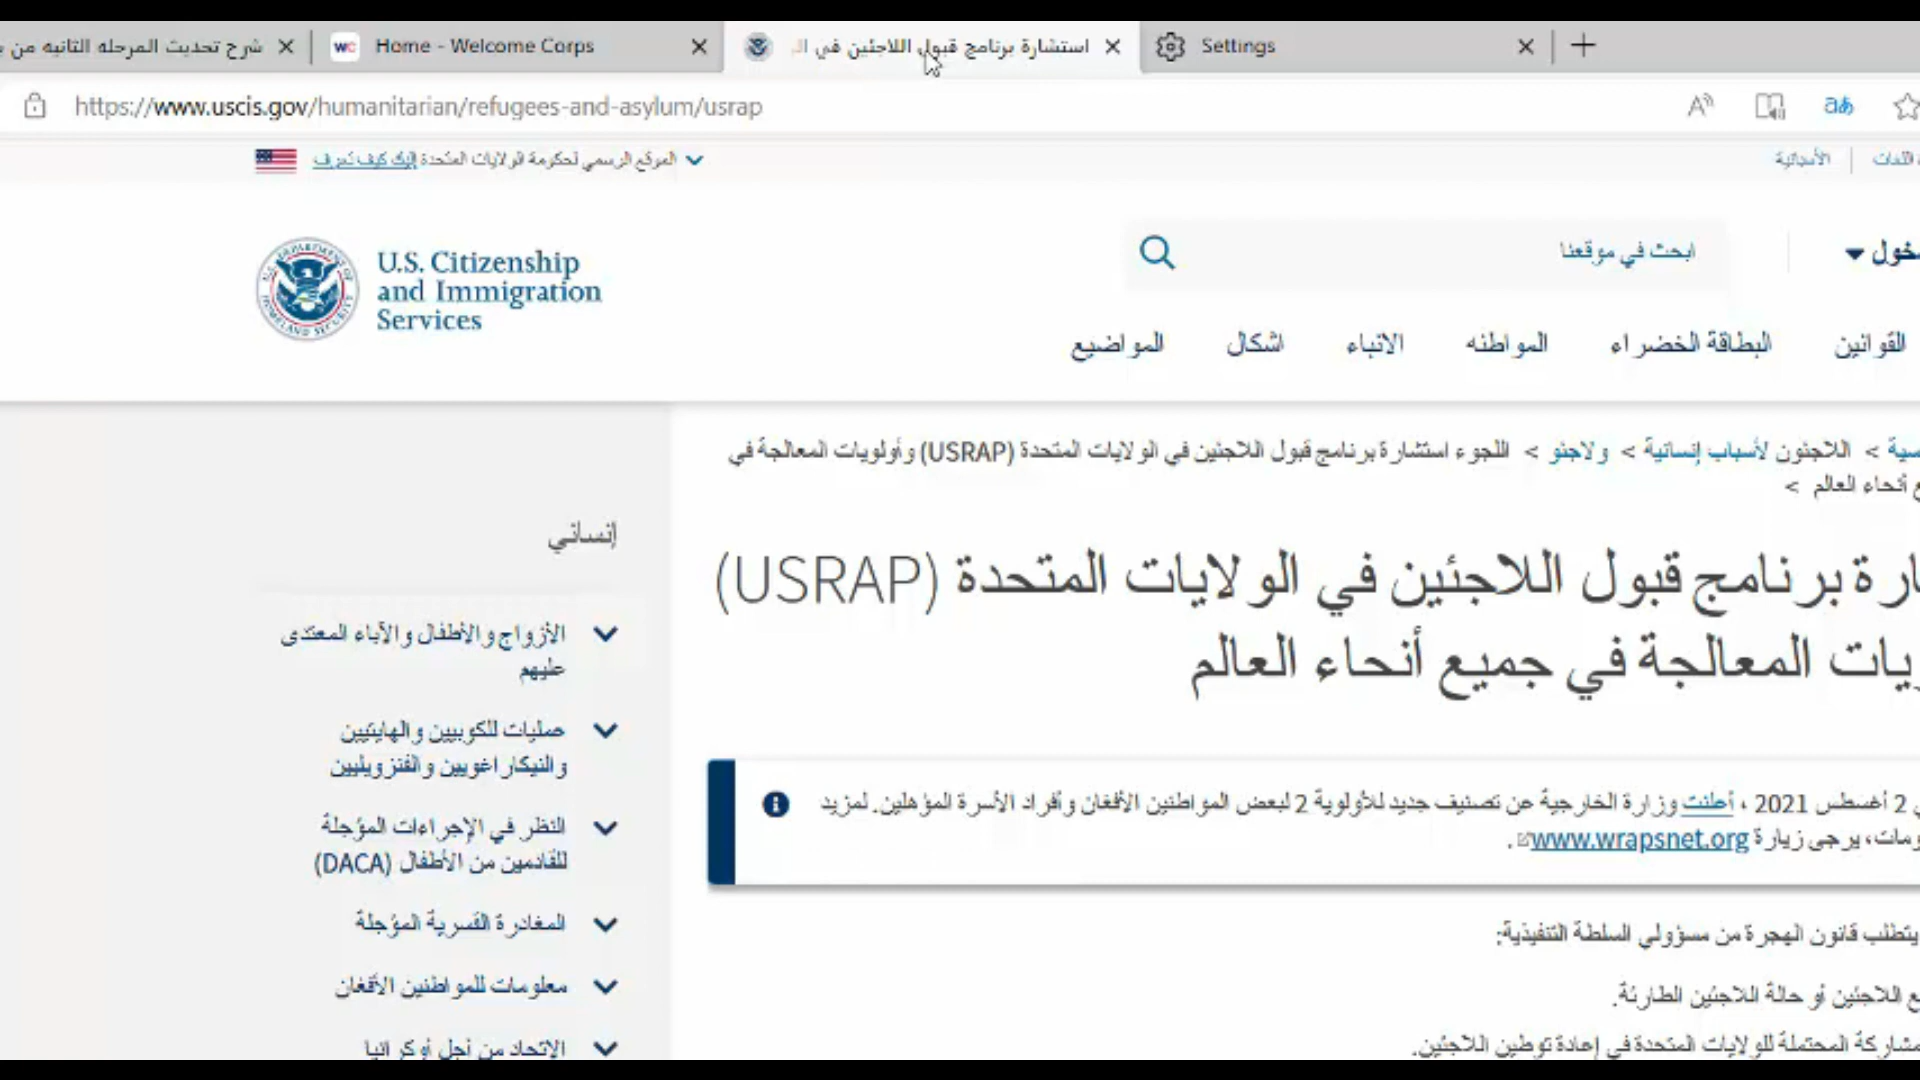 شرح تحديث المرحله الثانيه من
Home - Welcome Corps
استشارة برنامج قبول اللاجئين في الـ
Settings
https://www.uscis.gov/humanitarian/refugees-and-asylum/usrap
الموقع الرسمي لحكومة الولايات المتحدة إليك كيف تعرف
الأسبانية
U.S. Citizenship
and Immigration
Services
ابحث في موقعنا
القوانين البطاقة الخضراء المواطنه الانباء اشكال المواضيع
> اللاجئون لأسباب إنسانية > ولاجئو > اللجوء استشارة برنامج قبول اللاجئين في الولايات المتحدة (USRAP) وأولويات المعالجة في
أنحاء العالم >
برنامج قبول اللاجئين في الولايات المتحدة (USRAP)
المعالجة في جميع أنحاء العالم
إنساني
الأزواج والأطفال والآباء المعتدى
عليهم
عمليات للكوبيين والهايتيين
والنيكاراغويين والفنزويليين
النظر في الإجراءات المؤجلة
للقادمين من الأطفال (DACA)
المغادرة القسرية المؤجلة
معلومات للمواطنين الأفغان
الاتحاد من أجل أوكرانيا
2 أغسطس 2021 ، أعلنت وزارة الخارجية عن تصنيف جديد للأولوية 2 لبعض المواطنين الأفغان وأفراد الأسرة المؤهلين. لمزيد
يرجى زيارة www.wrapsnet.org .
يتطلب قانون الهجرة من مسؤولي السلطة التنفيذية:
اللاجئين أو حالة اللاجئين الطارئة.
المحتملة للولايات المتحدة في إعادة توطين اللاجئين.